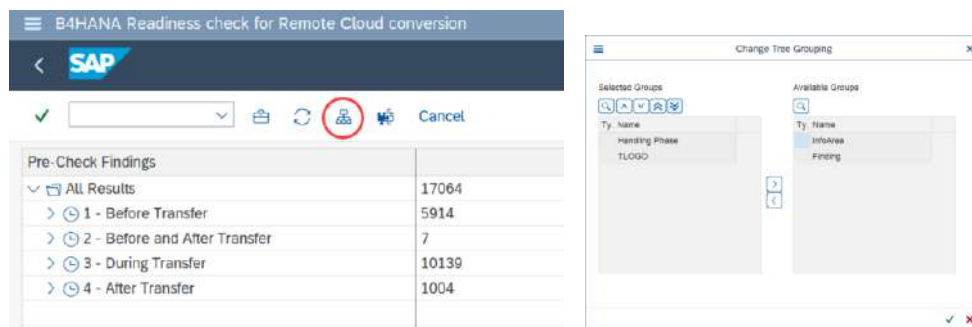 B4HANA Readiness check for Remote Cloud conversion
SAP
Cancel
Pre-Check Findings
All Results 17064
1 - Before Transfer 5914
2 - Before and After Transfer 7
3 - During Transfer 10139
4 - After Transfer 1004
Change Tree Grouping
Selected Groups
Ty. Name
Handling Phase
TLOGO
Available Groups
Ty. Name
InfoArea
Finding